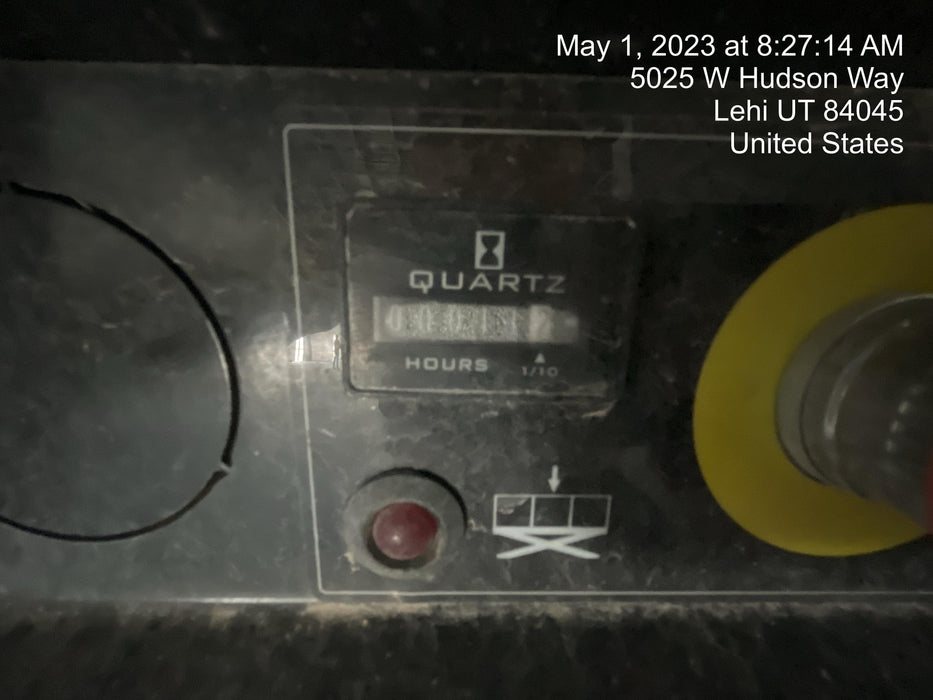 May 1, 2023 at 8:27:14 AM
5025 W Hudson Way
Lehi UT 84045
United States
QUARTZ
HOURS 1/10